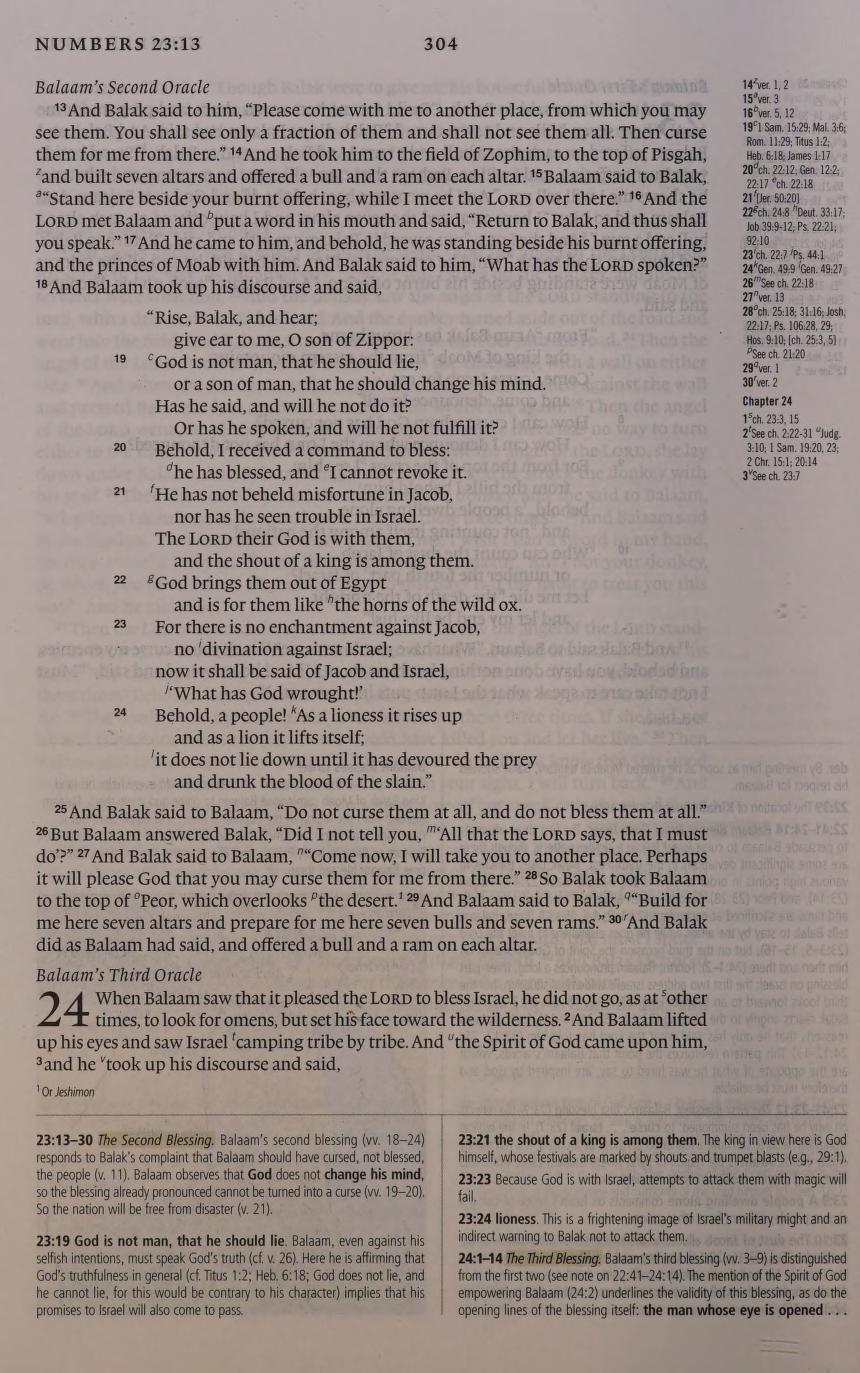 NUMBERS 23:13
304
Balaam's Second Oracle
13 And Balak said to him, “Please come with me to another place, from which you may
see them. You shall see only a fraction of them and shall not see them all. Then curse
them for me from there.” 14 And he took him to the field of Zophim, to the top of Pisgah,
z and built seven altars and offered a bull and a ram on each altar. 15 Balaam said to Balak,
a “Stand here beside your burnt offering, while I meet the LORD over there.” 16 And the
LORD met Balaam and b put a word in his mouth and said, “Return to Balak, and thus shall
you speak.” 17 And he came to him, and behold, he was standing beside his burnt offering,
and the princes of Moab with him. And Balak said to him, “What has the LORD spoken?”
18 And Balaam took up his discourse and said,
“Rise, Balak, and hear;
give ear to me, O son of Zippor:
19 c God is not man, that he should lie,
or a son of man, that he should change his mind.
Has he said, and will he not do it?
Or has he spoken, and will he not fulfill it?
20 Behold, I received a command to bless:
d he has blessed, and e I cannot revoke it.
21 f He has not beheld misfortune in Jacob,
nor has he seen trouble in Israel.
The LORD their God is with them,
and the shout of a king is among them.
22 g God brings them out of Egypt
and is for them like h the horns of the wild ox.
23 For there is no enchantment against Jacob,
no i divination against Israel;
now it shall be said of Jacob and Israel,
j ‘What has God wrought!’
24 Behold, a people! k As a lioness it rises up
and as a lion it lifts itself;
l it does not lie down until it has devoured the prey
and drunk the blood of the slain.”
25 And Balak said to Balaam, “Do not curse them at all, and do not bless them at all.”
26 But Balaam answered Balak, “Did I not tell you, m ‘All that the LORD says, that I must
do’?” 27 And Balak said to Balaam, n “Come now, I will take you to another place. Perhaps
it will please God that you may curse them for me from there.” 28 So Balak took Balaam
to the top of o Peor, which overlooks p the desert.1 29 And Balaam said to Balak, q “Build for
me here seven altars and prepare for me here seven bulls and seven rams.” 30 r And Balak
did as Balaam had said, and offered a bull and a ram on each altar.
Balaam's Third Oracle
24 When Balaam saw that it pleased the LORD to bless Israel, he did not go, as at s other
times, to look for omens, but set his face toward the wilderness. 2 And Balaam lifted
up his eyes and saw Israel t camping tribe by tribe. And u the Spirit of God came upon him,
3 and he v took up his discourse and said,
1 Or Jeshimon
14 z ver. 1, 2
15 a ver. 3
16 b ver. 5, 12
19 c 1 Sam. 15:29; Mal. 3:6;
Rom. 11:29; Titus 1:2;
Heb. 6:18; James 1:17
20 d ch. 22:12; Gen. 12:2;
22:17 e ch. 22:18
21 f [Jer. 50:20]
22 g ch. 24:8 h Deut. 33:17;
Job 39:9-12; Ps. 22:21;
92:10
23 i ch. 22:7 j Ps. 44:1
24 k Gen. 49:9 l Gen. 49:27
26 m See ch. 22:18
27 n ver. 13
28 o ch. 25:18; 31:16; Josh.
22:17; Ps. 106:28, 29;
Hos. 9:10; [ch. 25:3, 5]
p See ch. 21:20
29 q ver. 1
30 r ver. 2
Chapter 24
1 s ch. 23:3, 15
2 t See ch. 2:22-31 u Judg.
3:10; 1 Sam. 19:20, 23;
2 Chr. 15:1; 20:14
3 v See ch. 23:7
23:13–30 The Second Blessing. Balaam's second blessing (vv. 18–24)
responds to Balak's complaint that Balaam should have cursed, not blessed,
the people (v. 11). Balaam observes that God does not change his mind,
so the blessing already pronounced cannot be turned into a curse (vv. 19–20).
So the nation will be free from disaster (v. 21).
23:19 God is not man, that he should lie. Balaam, even against his
selfish intentions, must speak God's truth (cf. v. 26). Here he is affirming that
God's truthfulness in general (cf. Titus 1:2; Heb. 6:18; God does not lie, and
he cannot lie, for this would be contrary to his character) implies that his
promises to Israel will also come to pass.
23:21 the shout of a king is among them. The king in view here is God
himself, whose festivals are marked by shouts and trumpet blasts (e.g., 29:1).
23:23 Because God is with Israel, attempts to attack them with magic will
fail.
23:24 lioness. This is a frightening image of Israel's military might and an
indirect warning to Balak not to attack them.
24:1–14 The Third Blessing. Balaam's third blessing (vv. 3–9) is distinguished
from the first two (see note on 22:41–24:14). The mention of the Spirit of God
empowering Balaam (24:2) underlines the validity of this blessing, as do the
opening lines of the blessing itself: the man whose eye is opened . . .